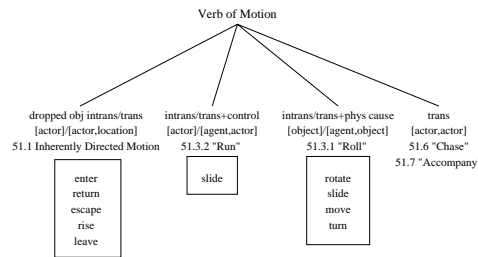 Verb of Motion
dropped obj intrans/trans
[actor]/[actor,location]
51.1 Inherently Directed Motion
enter
return
escape
rise
leave
intrans/trans+control
[actor]/[agent,actor]
51.3.2 "Run"
slide
intrans/trans+phys cause
[object]/[agent,object]
51.3.1 "Roll"
rotate
slide
move
turn
trans
[actor,actor]
51.6 "Chase"
51.7 "Accompany